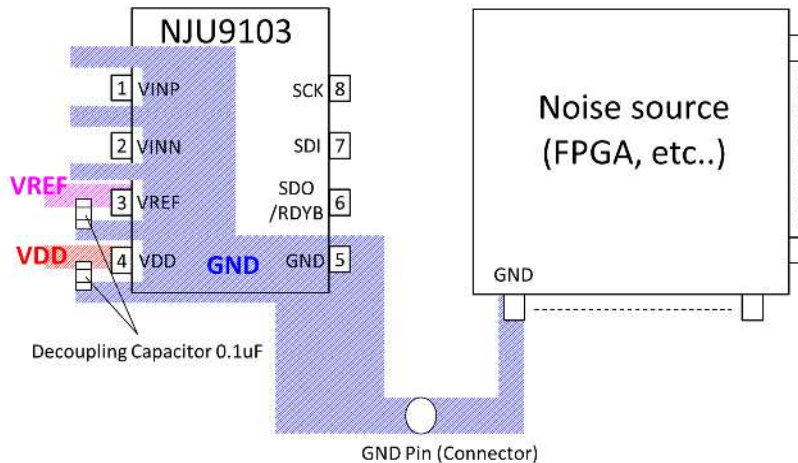 NJU9103
1 VINP
SCK 8
2 VINN
SDI 7
VREF
3 VREF
SDO
/RDYB 6
VDD
4 VDD
GND
GND 5
Decoupling Capacitor 0.1uF
Noise source
(FPGA, etc..)
GND
GND Pin (Connector)